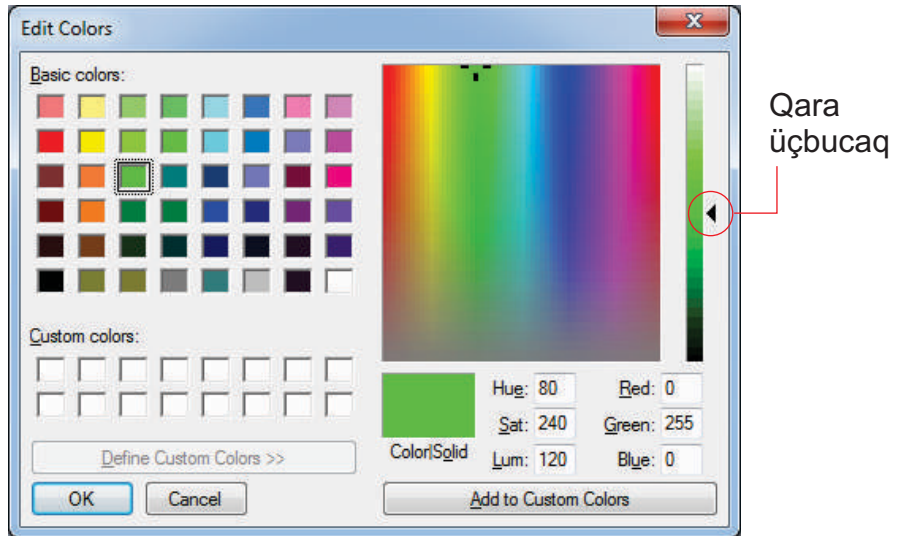 Edit Colors
Basic colors:
Custom colors:
Define Custom Colors >>
OK
Cancel
Color|Solid
Hue: 80
Sat: 240
Lum: 120
Red: 0
Green: 255
Blue: 0
Add to Custom Colors
Qara
üçbucaq